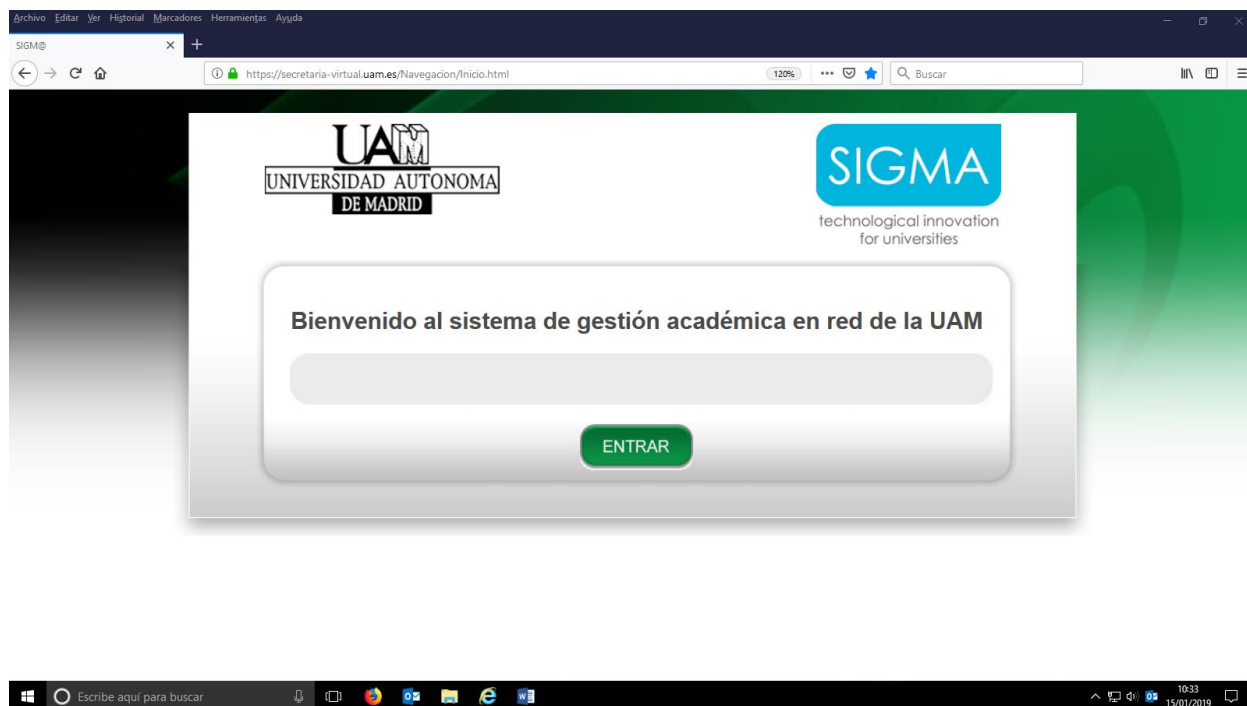 Archivo Editar Ver Historial Marcadores Herramientas Ayuda
SIGM@
https://secretaria-virtual.uam.es/Navegacion/Inicio.html 120% Buscar
UAM
UNIVERSIDAD AUTONOMA
DE MADRID
SIGMA
technological innovation
for universities
Bienvenido al sistema de gestión académica en red de la UAM
ENTRAR
Escribe aquí para buscar
10:33
15/01/2019